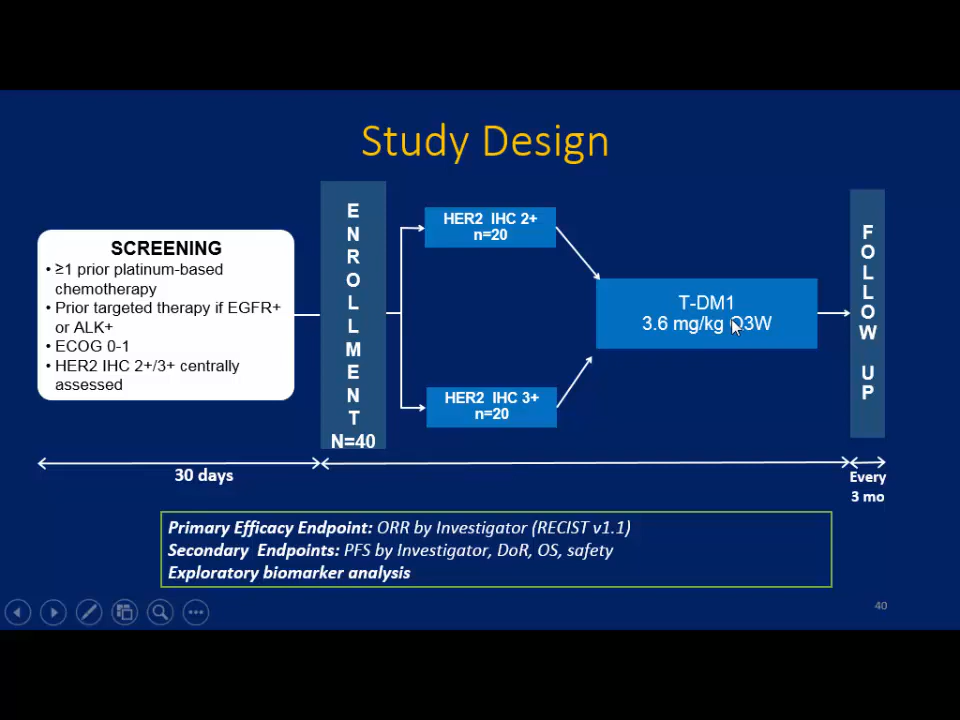 Study Design
SCREENING
• ≥1 prior platinum-based
chemotherapy
• Prior targeted therapy if EGFR+
or ALK+
• ECOG 0-1
• HER2 IHC 2+/3+ centrally
assessed
30 days
ENROLLMENT
N=40
HER2 IHC 2+
n=20
HER2 IHC 3+
n=20
T-DM1
3.6 mg/kg Q3W
FOLLOW UP
Every
3 mo
Primary Efficacy Endpoint: ORR by Investigator (RECIST v1.1)
Secondary Endpoints: PFS by Investigator, DoR, OS, safety
Exploratory biomarker analysis
40